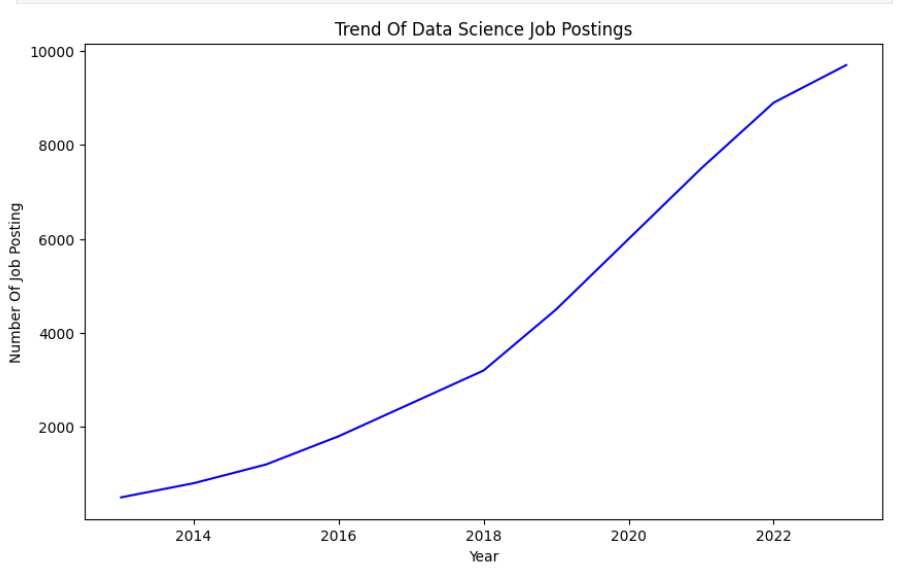 Trend Of Data Science Job Postings
10000
8000
6000
4000
2000
Number Of Job Posting
2014 2016 2018 2020 2022
Year